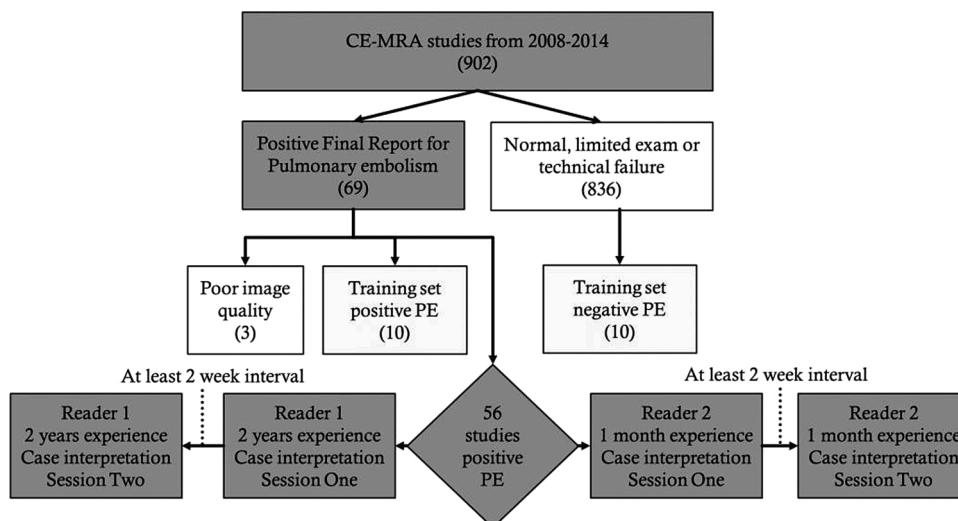 CE-MRA studies from 2008-2014
(902)
Positive Final Report for
Pulmonary embolism
(69)
Normal, limited exam or
technical failure
(836)
Poor image
quality
(3)
Training set
positive PE
(10)
Training set
negative PE
(10)
At least 2 week interval
At least 2 week interval
Reader 1
2 years experience
Case interpretation
Session Two
Reader 1
2 years experience
Case interpretation
Session One
56
studies
positive
PE
Reader 2
1 month experience
Case interpretation
Session One
Reader 2
1 month experience
Case interpretation
Session Two